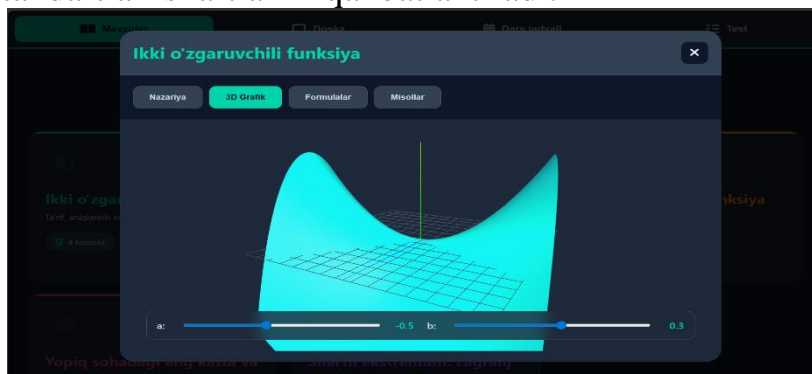 Mavzular Doska Dars jadvali Test
Ikki o'zgaruvchili funksiya
Nazariya 3D Grafik Formulalar Misollar
Ikki o'zgar
nksiya
Ta'rif, aniqlanish s
4 formula
a: -0.5 b: 0.3
Yopiq sohadagi eng katta va
Shartli ekstremum. Lagranj